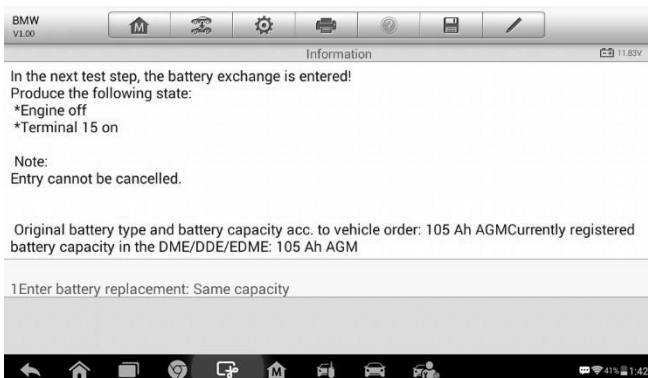 BMW
V1.00
Information
11.83V
In the next test step, the battery exchange is entered!
Produce the following state:
*Engine off
*Terminal 15 on
Note:
Entry cannot be cancelled.
Original battery type and battery capacity acc. to vehicle order: 105 Ah AGMCurrently registered
battery capacity in the DME/DDE/EDME: 105 Ah AGM
1Enter battery replacement: Same capacity
41% 1:42